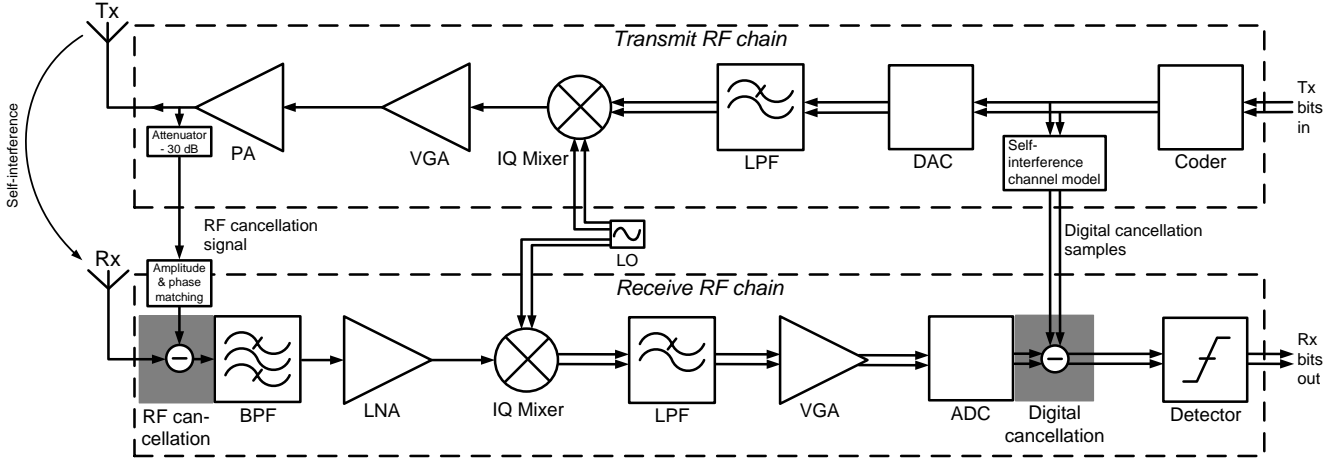 Tx
Transmit RF chain
Self-interference
Attenuator
- 30 dB
PA
VGA
IQ Mixer
LPF
DAC
Self-
interference
channel model
Coder
Tx
bits
in
RF cancellation
signal
LO
Digital cancellation
samples
Rx
Amplitude
& phase
matching
Receive RF chain
RF can-
cellation
BPF
LNA
IQ Mixer
LPF
VGA
ADC
Digital
cancellation
Detector
Rx
bits
out